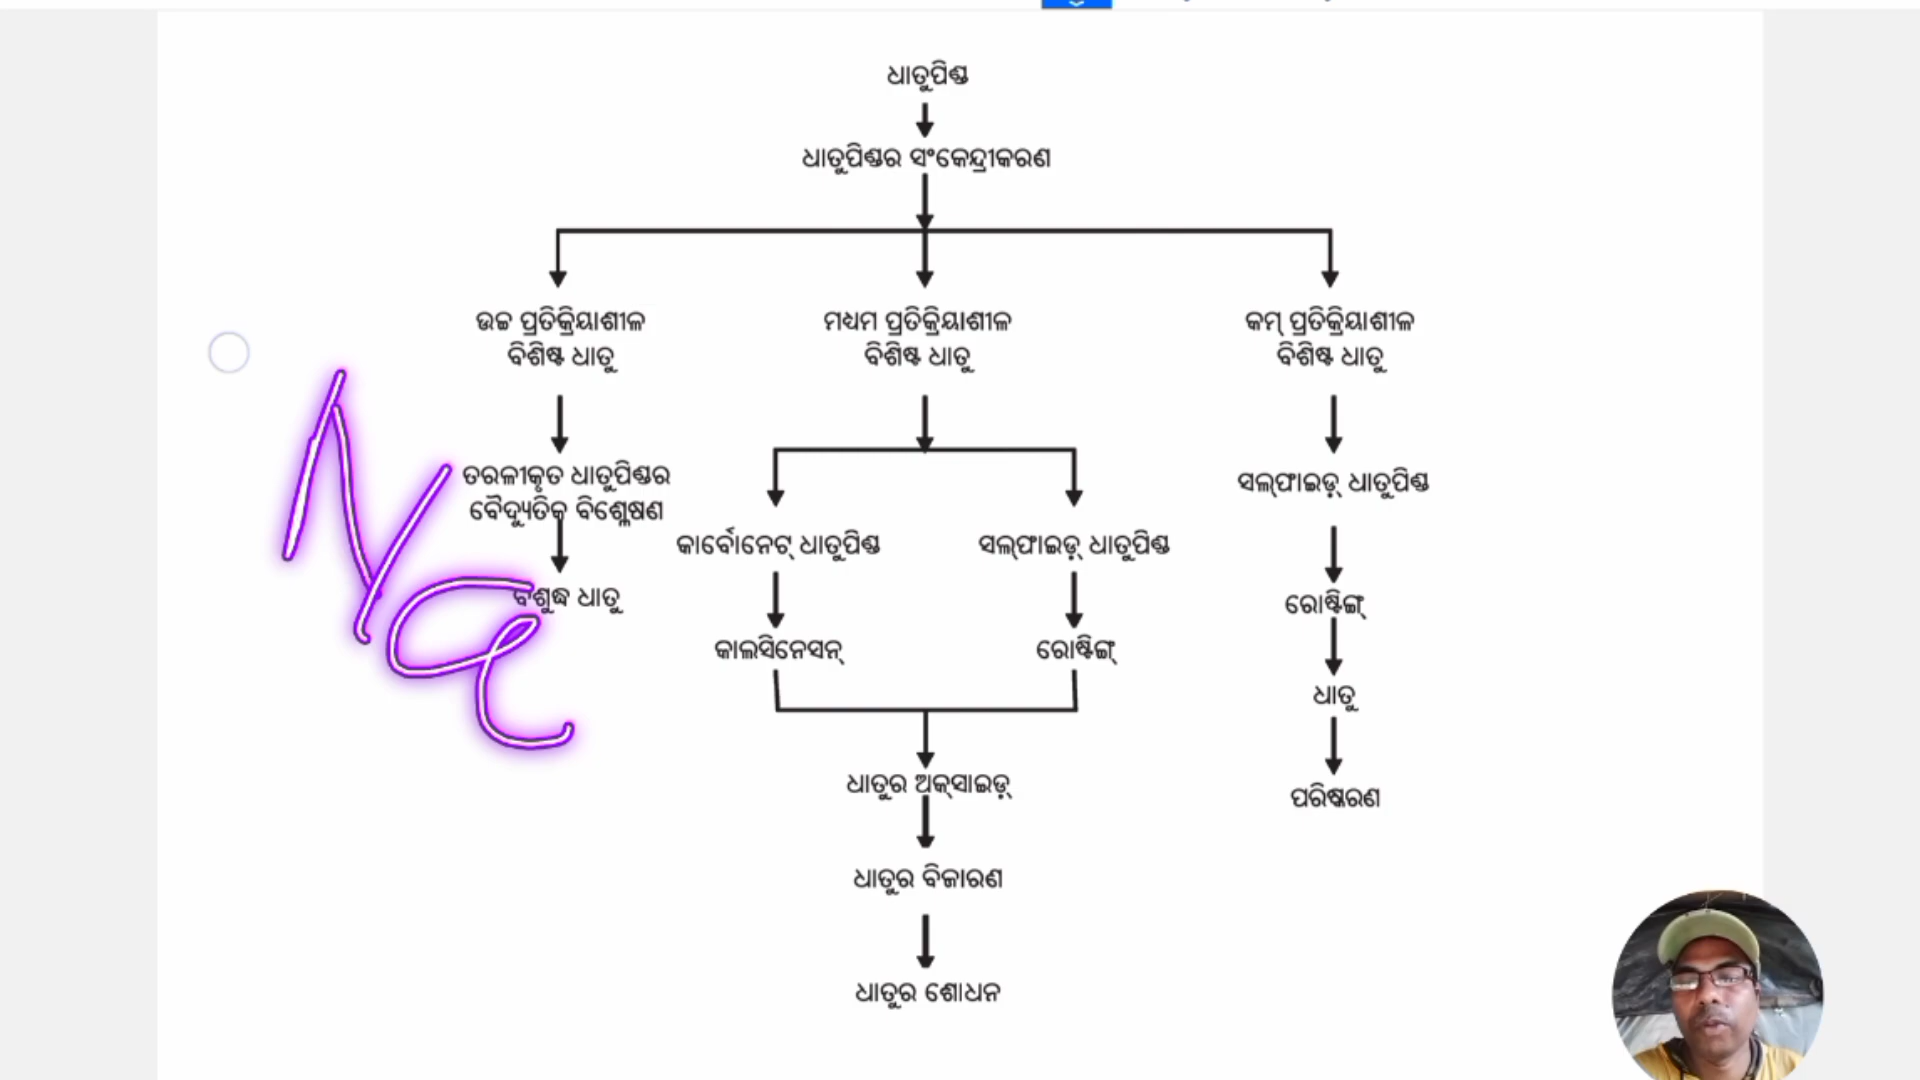 ଧାତୁପିଣ୍ଡ
ଧାତୁପିଣ୍ଡର ସଂକେନ୍ଦ୍ରୀକରଣ
ଉଚ୍ଚ ପ୍ରତିକ୍ରିୟାଶୀଳ
ବିଶିଷ୍ଟ ଧାତୁ
ମଧ୍ୟମ ପ୍ରତିକ୍ରିୟାଶୀଳ
ବିଶିଷ୍ଟ ଧାତୁ
କମ୍ ପ୍ରତିକ୍ରିୟାଶୀଳ
ବିଶିଷ୍ଟ ଧାତୁ
ତରଳୀକୃତ ଧାତୁପିଣ୍ଡର
ବୈଦ୍ୟୁତିକ ବିଶ୍ଳେଷଣ
ବିଶୁଦ୍ଧ ଧାତୁ
Na
କାର୍ବୋନେଟ୍ ଧାତୁପିଣ୍ଡ
କାଲସିନେସନ୍
ସଲ୍‌ଫାଇଡ୍ ଧାତୁପିଣ୍ଡ
ରୋଷ୍ଟିଙ୍ଗ୍
ଧାତୁର ଅକ୍‌ସାଇଡ୍
ଧାତୁର ବିଜାରଣ
ଧାତୁର ଶୋଧନ
ସଲ୍‌ଫାଇଡ୍ ଧାତୁପିଣ୍ଡ
ରୋଷ୍ଟିଙ୍ଗ୍
ଧାତୁ
ପରିଷ୍କରଣ